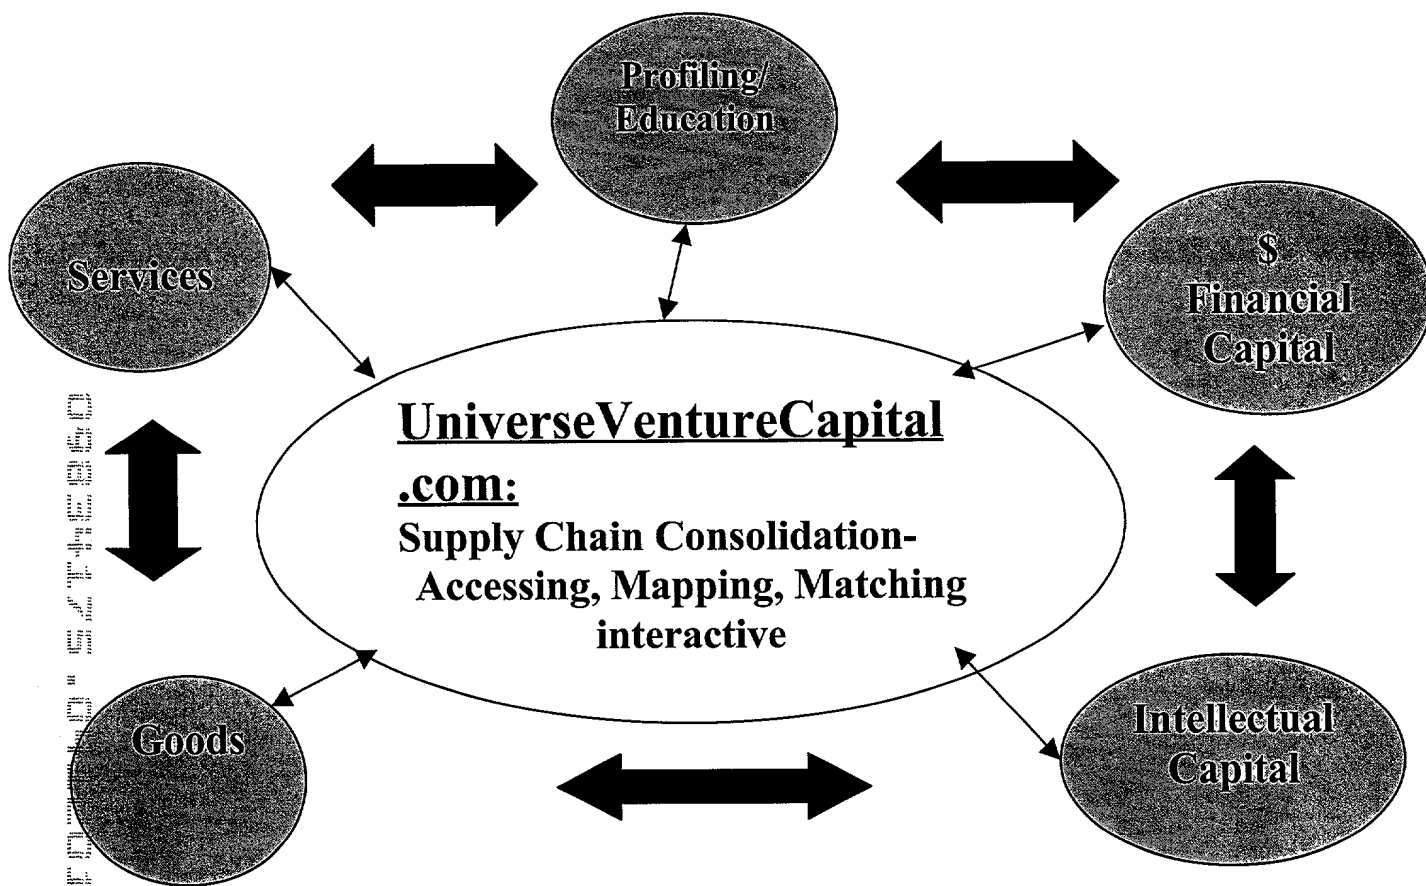 Profiling/
Education
Services
$
Financial
Capital
UniverseVentureCapital
.com:
Supply Chain Consolidation-
Accessing, Mapping, Matching
interactive
Goods
Intellectual
Capital